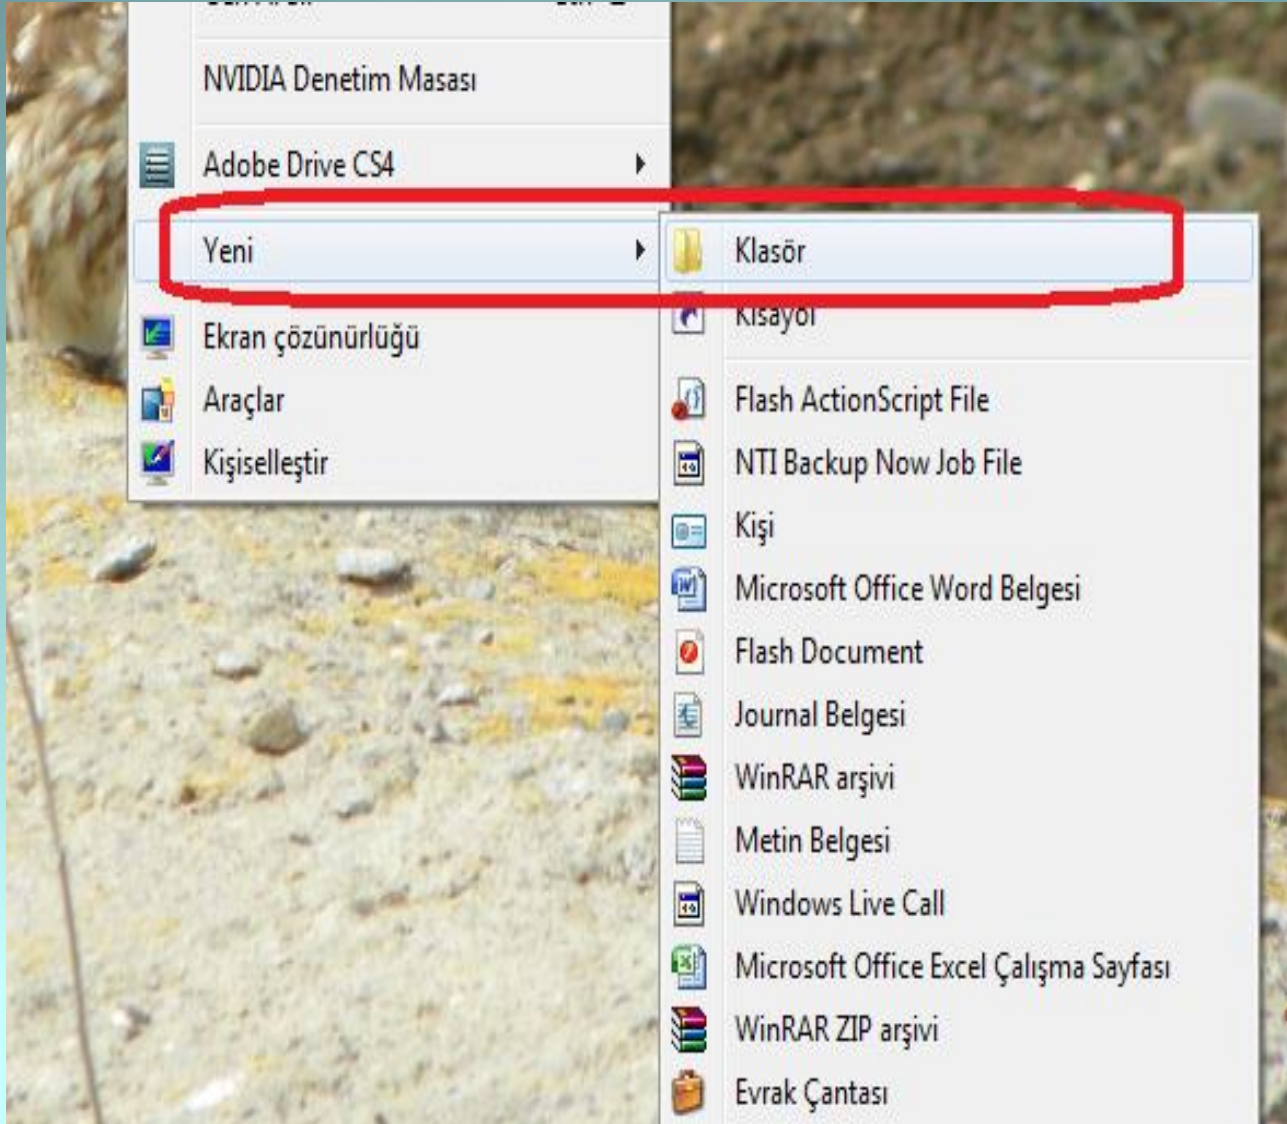 NVIDIA Denetim Masası
Adobe Drive CS4
Yeni
Ekran çözünürlüğü
Araçlar
Kişiselleştir
Klasör
Kısayol
Flash ActionScript File
NTI Backup Now Job File
Kişi
Microsoft Office Word Belgesi
Flash Document
Journal Belgesi
WinRAR arşivi
Metin Belgesi
Windows Live Call
Microsoft Office Excel Çalışma Sayfası
WinRAR ZIP arşivi
Evrak Çantası